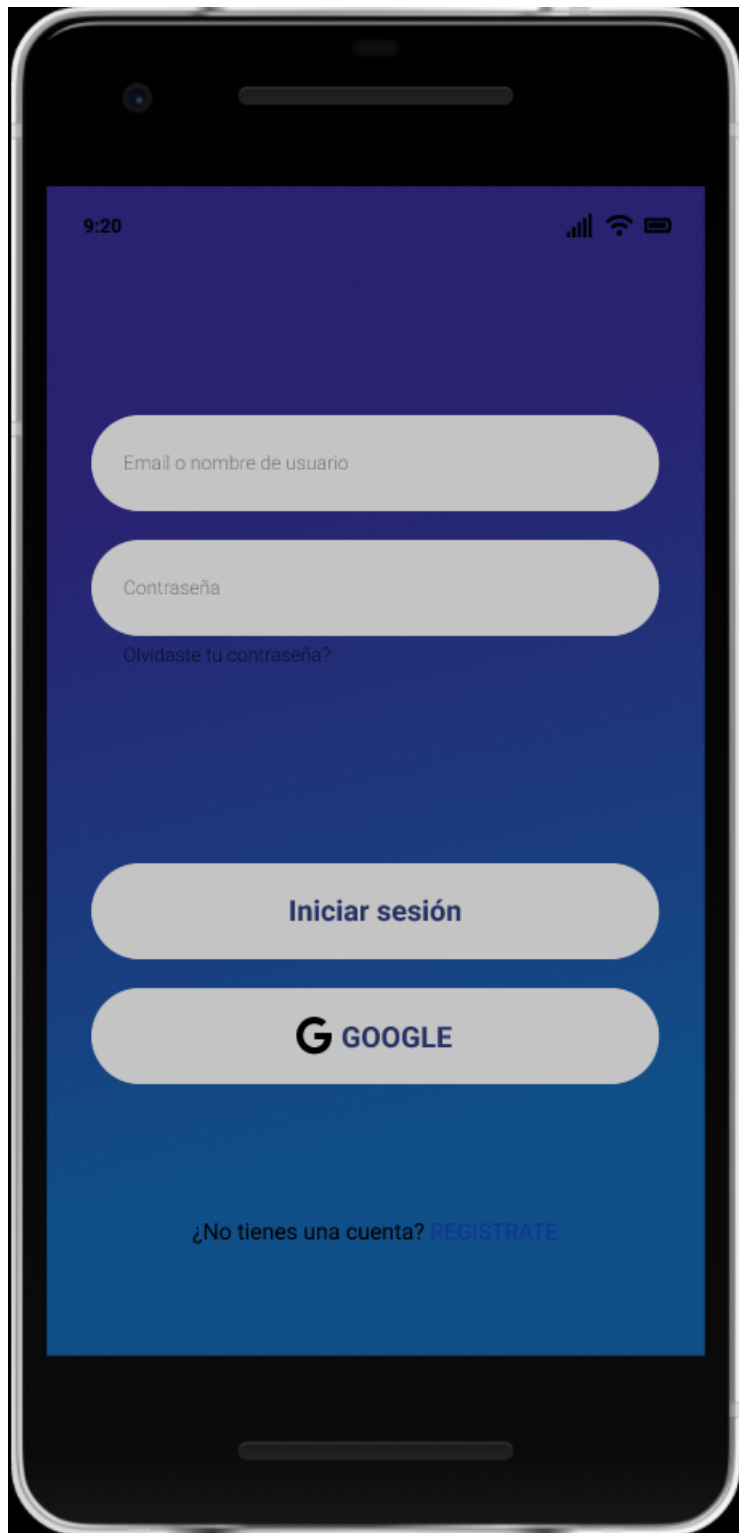 9:20
Email o nombre de usuario
Contraseña
Olvidaste tu contraseña?
Iniciar sesión
G GOOGLE
¿No tienes una cuenta? REGISTRATE